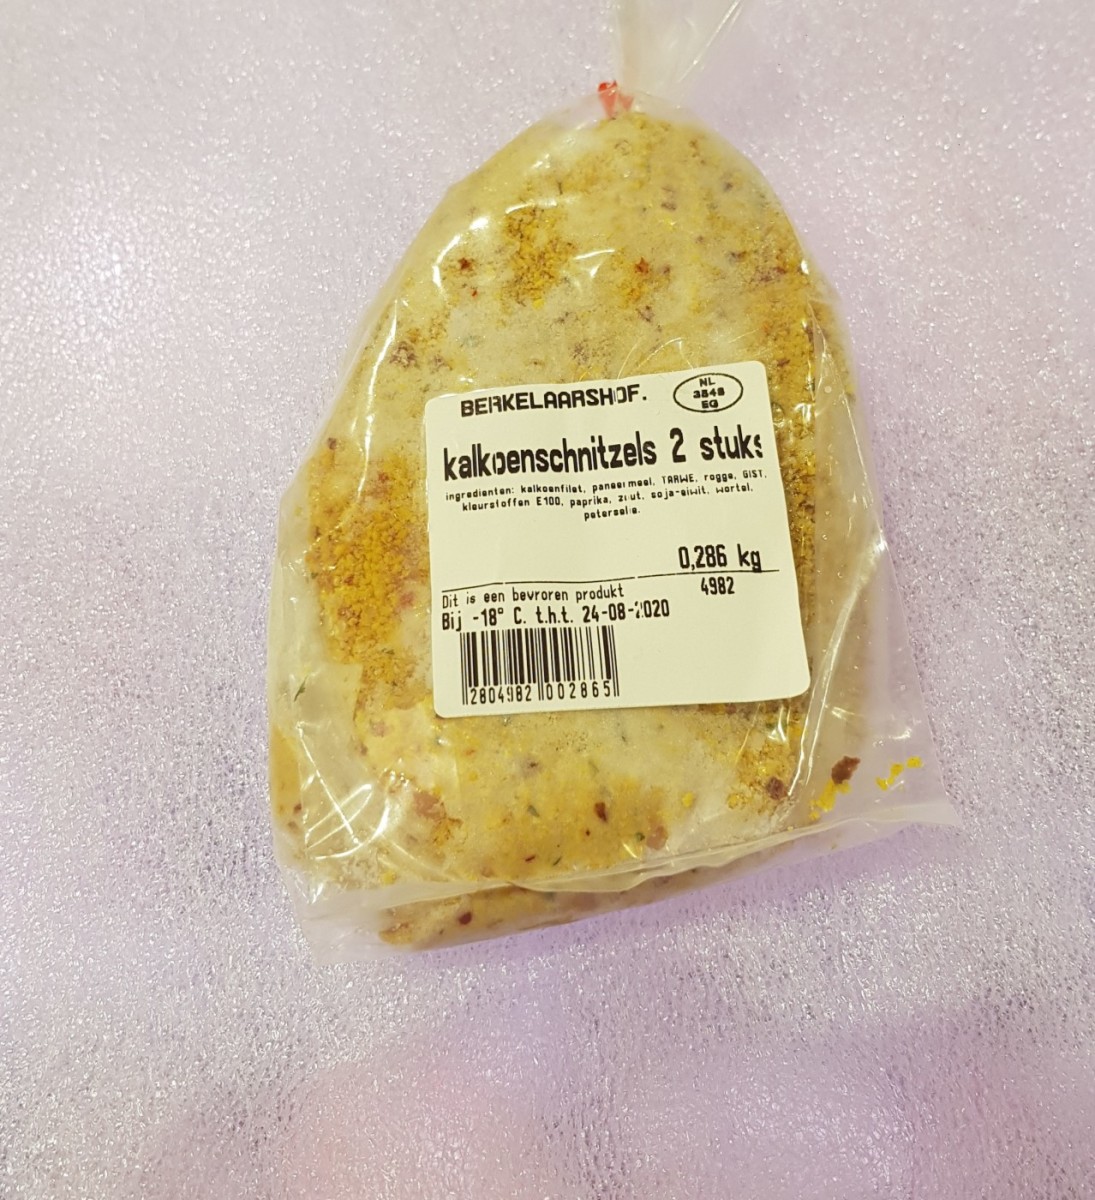 BERKELAARSHOF.
NL
3548
EG
kalkoenschnitzels 2 stuks
ingredienten: kalkoenfilet, paneermeel, TARWE, rogge, GIST,
kleurstoffen E100, paprika, zout, soja-eiwit, wortel,
peterselie.
0,286 kg
4982
Dit is een bevroren produkt
Bij -18° C. t.h.t. 24-08-2020
2804982 002865